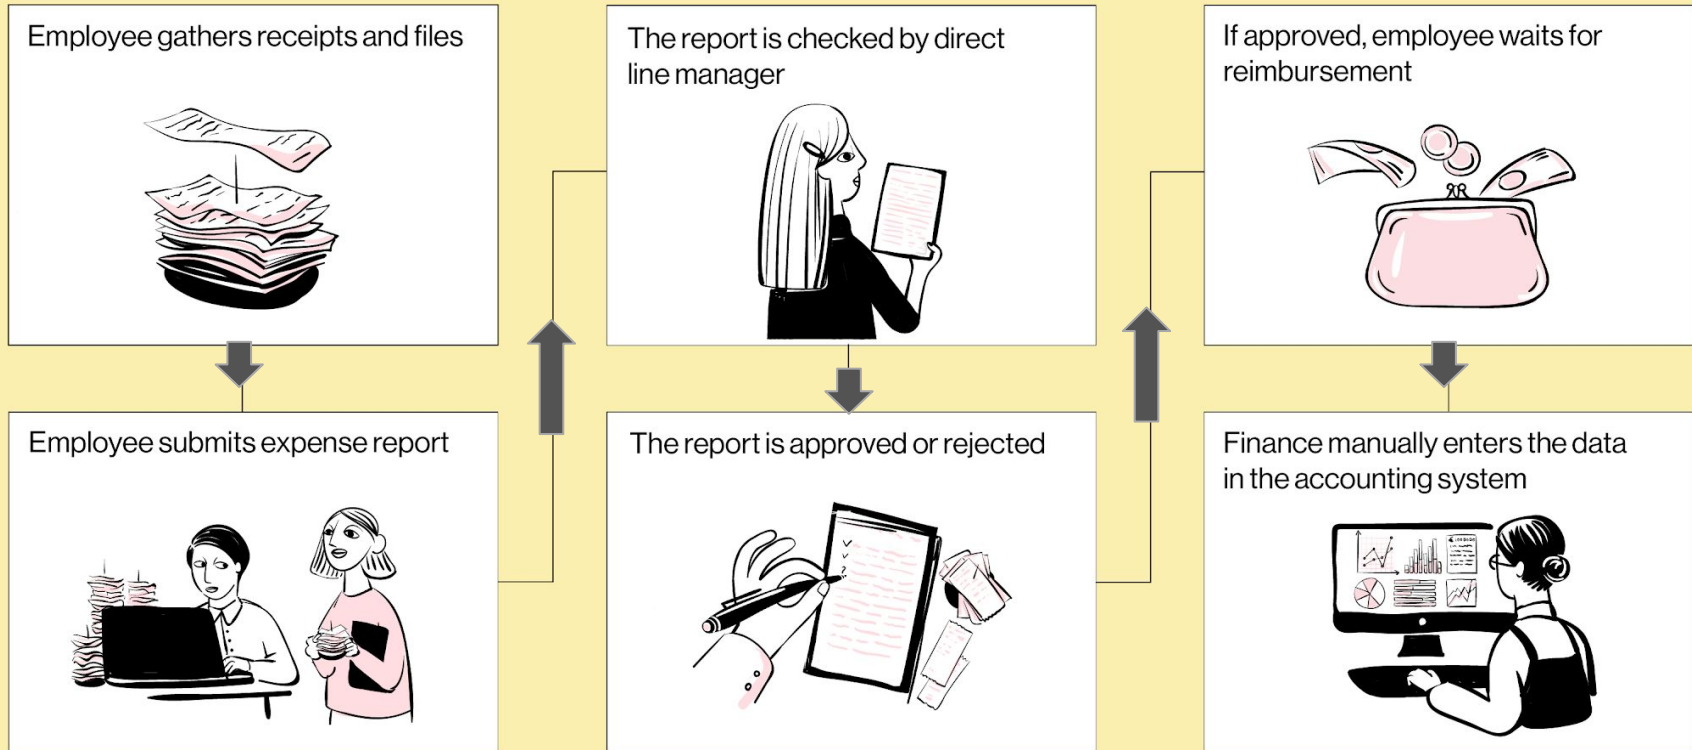 Employee gathers receipts and files
Employee submits expense report
The report is checked by direct
line manager
The report is approved or rejected
If approved, employee waits for
reimbursement
Finance manually enters the data
in the accounting system